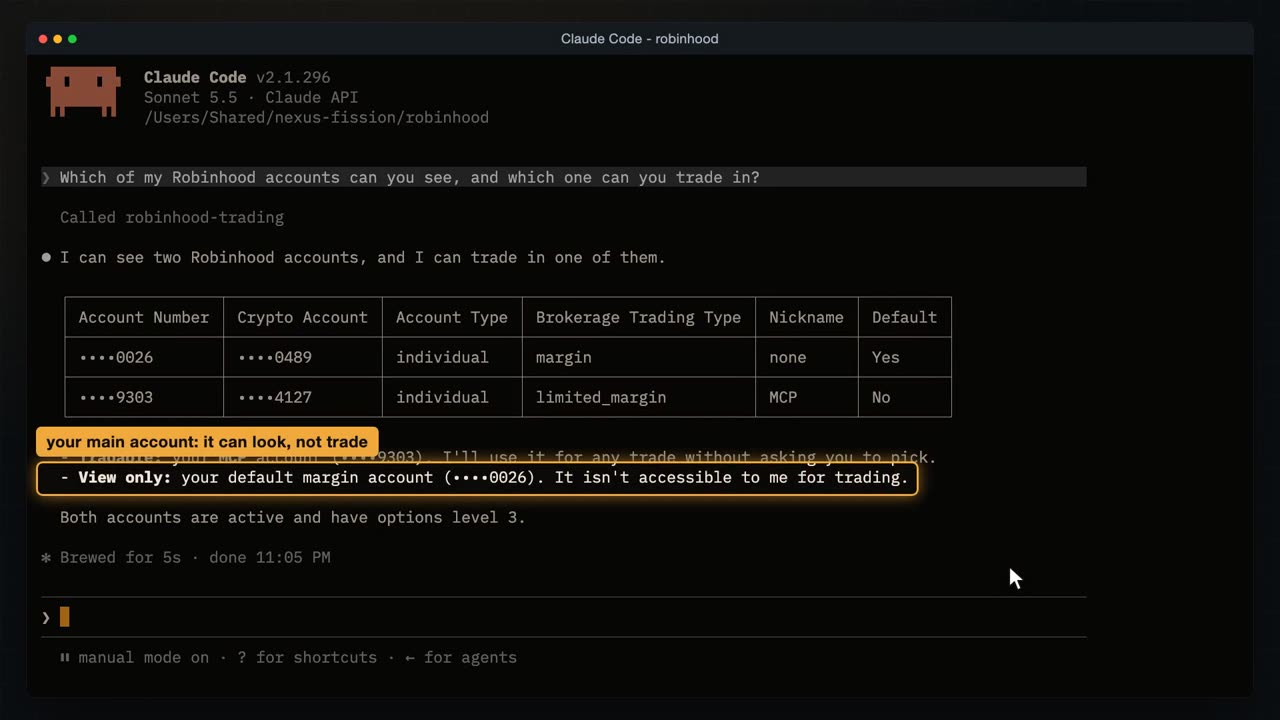 Claude Code - robinhood
Claude Code v2.1.296
Sonnet 5.5 · Claude API
/Users/Shared/nexus-fission/robinhood
❯ Which of my Robinhood accounts can you see, and which one can you trade in?
Called robinhood-trading
● I can see two Robinhood accounts, and I can trade in one of them.
Account Number Crypto Account Account Type Brokerage Trading Type Nickname Default
••••0026 ••••0489 individual margin none Yes
••••9303 ••••4127 individual limited_margin MCP No
your main account: it can look, not trade
- Tradable: your MCP account (••••9303). I'll use it for any trade without asking you to pick.
- View only: your default margin account (••••0026). It isn't accessible to me for trading.
Both accounts are active and have options level 3.
✻ Brewed for 5s · done 11:05 PM
❯
⏸ manual mode on · ? for shortcuts · ← for agents